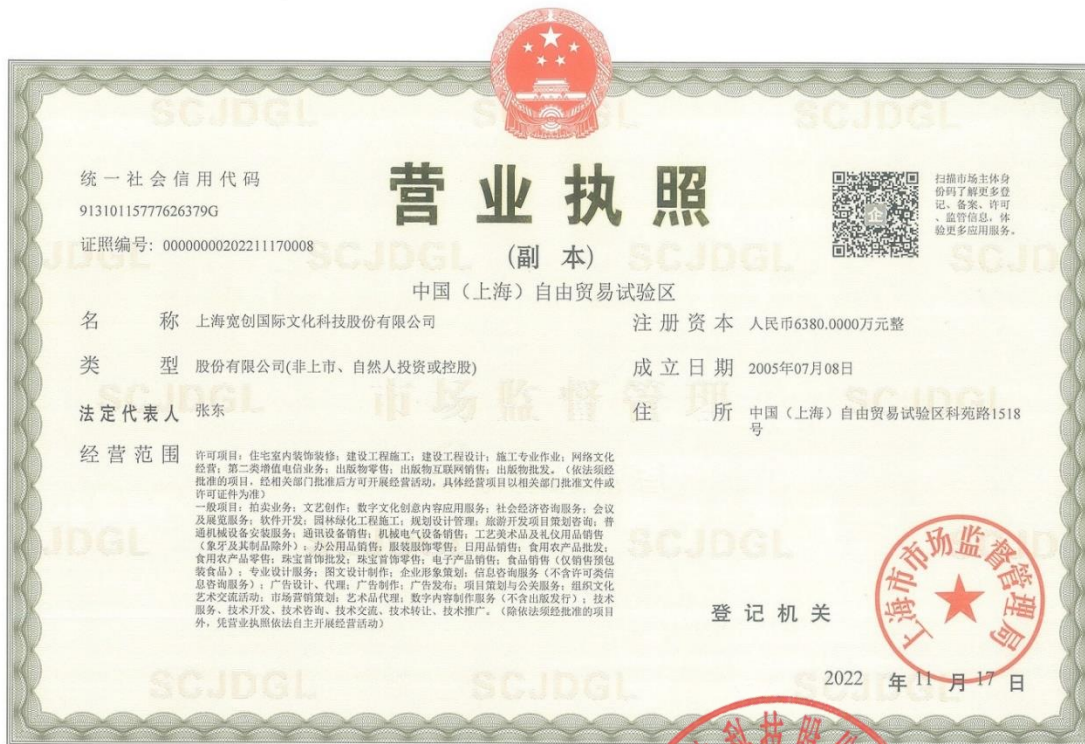 统一社会信用代码
91310115777626379G
证照编号: 00000000202211170008
营业执照
(副 本)
中国（上海）自由贸易试验区
扫描市场主体身
份码了解更多登
记、备案、许可
、监管信息，体
验更多应用服务。
企
名 称 上海宽创国际文化科技股份有限公司
类 型 股份有限公司(非上市、自然人投资或控股)
法定代表人 张东
经营范围 许可项目：住宅室内装饰装修；建设工程施工；建设工程设计；施工专业作业；网络文化
经营；第二类增值电信业务；出版物零售；出版物互联网销售；出版物批发。（依法须经
批准的项目，经相关部门批准后方可开展经营活动，具体经营项目以相关部门批准文件或
许可证件为准）
一般项目：拍卖业务；文艺创作；数字文化创意内容应用服务；社会经济咨询服务；会议
及展览服务；软件开发；园林绿化工程施工；规划设计管理；旅游开发项目策划咨询；普
通机械设备安装服务；通讯设备销售；机械电气设备销售；工艺美术品及礼仪用品销售
（象牙及其制品除外）；办公用品销售；服装服饰零售；日用品销售；食用农产品批发；
食用农产品零售；珠宝首饰批发；珠宝首饰零售；电子产品销售；食品销售（仅销售预包
装食品）；专业设计服务；图文设计制作；企业形象策划；信息咨询服务（不含许可类信
息咨询服务）；广告设计、代理；广告制作；广告发布；项目策划与公关服务；组织文化
艺术交流活动；市场营销策划；艺术品代理；数字内容制作服务（不含出版发行）；技术
服务、技术开发、技术咨询、技术交流、技术转让、技术推广。（除依法须经批准的项目
外，凭营业执照依法自主开展经营活动）
注册资本 人民币6380.0000万元整
成立日期 2005年07月08日
住 所 中国（上海）自由贸易试验区科苑路1518
号
登记机关
上海市市场监督管理局
2022 年 11 月 17 日
科技股
SCJDGL
市场监督管理